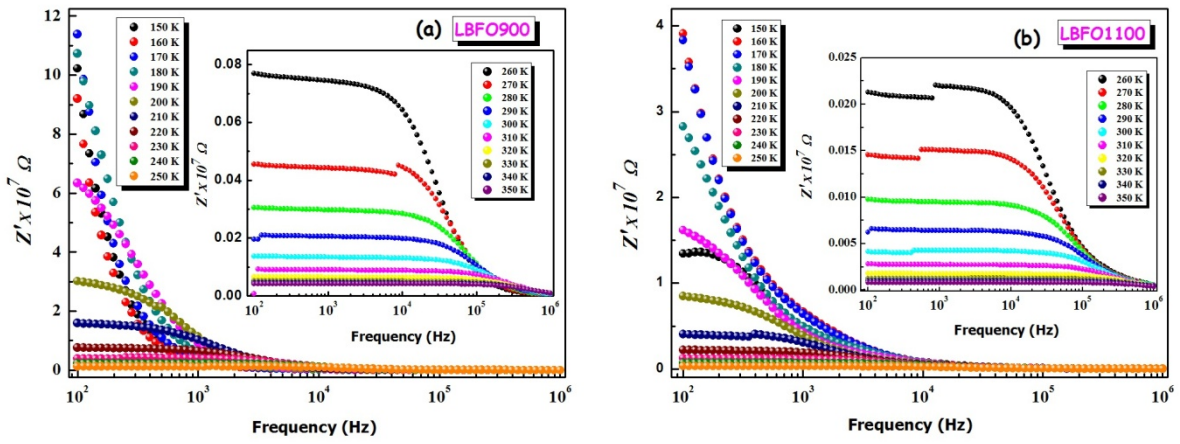 (a) LBFO900
12
10
8
6
4
2
0
Z'x10⁷ Ω
150 K
160 K
170 K
180 K
190 K
200 K
210 K
220 K
230 K
240 K
250 K
0.08
0.06
0.04
0.02
0.00
Z'x10⁷ Ω
260 K
270 K
280 K
290 K
300 K
310 K
320 K
330 K
340 K
350 K
10² 10³ 10⁴ 10⁵ 10⁶
Frequency (Hz)
10² 10³ 10⁴ 10⁵ 10⁶
Frequency (Hz)
(b) LBFO1100
4
3
2
1
0
Z'x10⁷ Ω
150 K
160 K
170 K
180 K
190 K
200 K
210 K
220 K
230 K
240 K
250 K
0.025
0.020
0.015
0.010
0.005
0.000
Z'x10⁷ Ω
260 K
270 K
280 K
290 K
300 K
310 K
320 K
330 K
340 K
350 K
10² 10³ 10⁴ 10⁵ 10⁶
Frequency (Hz)
10² 10³ 10⁴ 10⁵ 10⁶
Frequency (Hz)